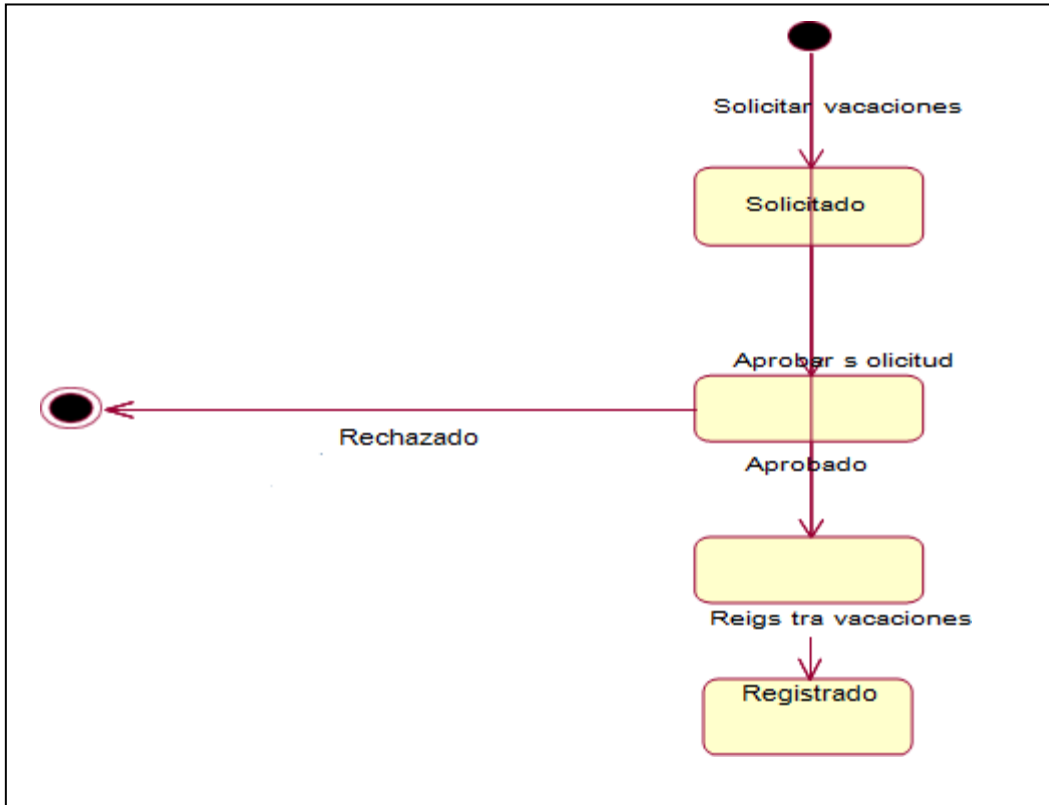 Solicitar vacaciones
Solicitado
Aprobar s olicitud
Rechazado
Aprobado
Reigs tra vacaciones
Registrado